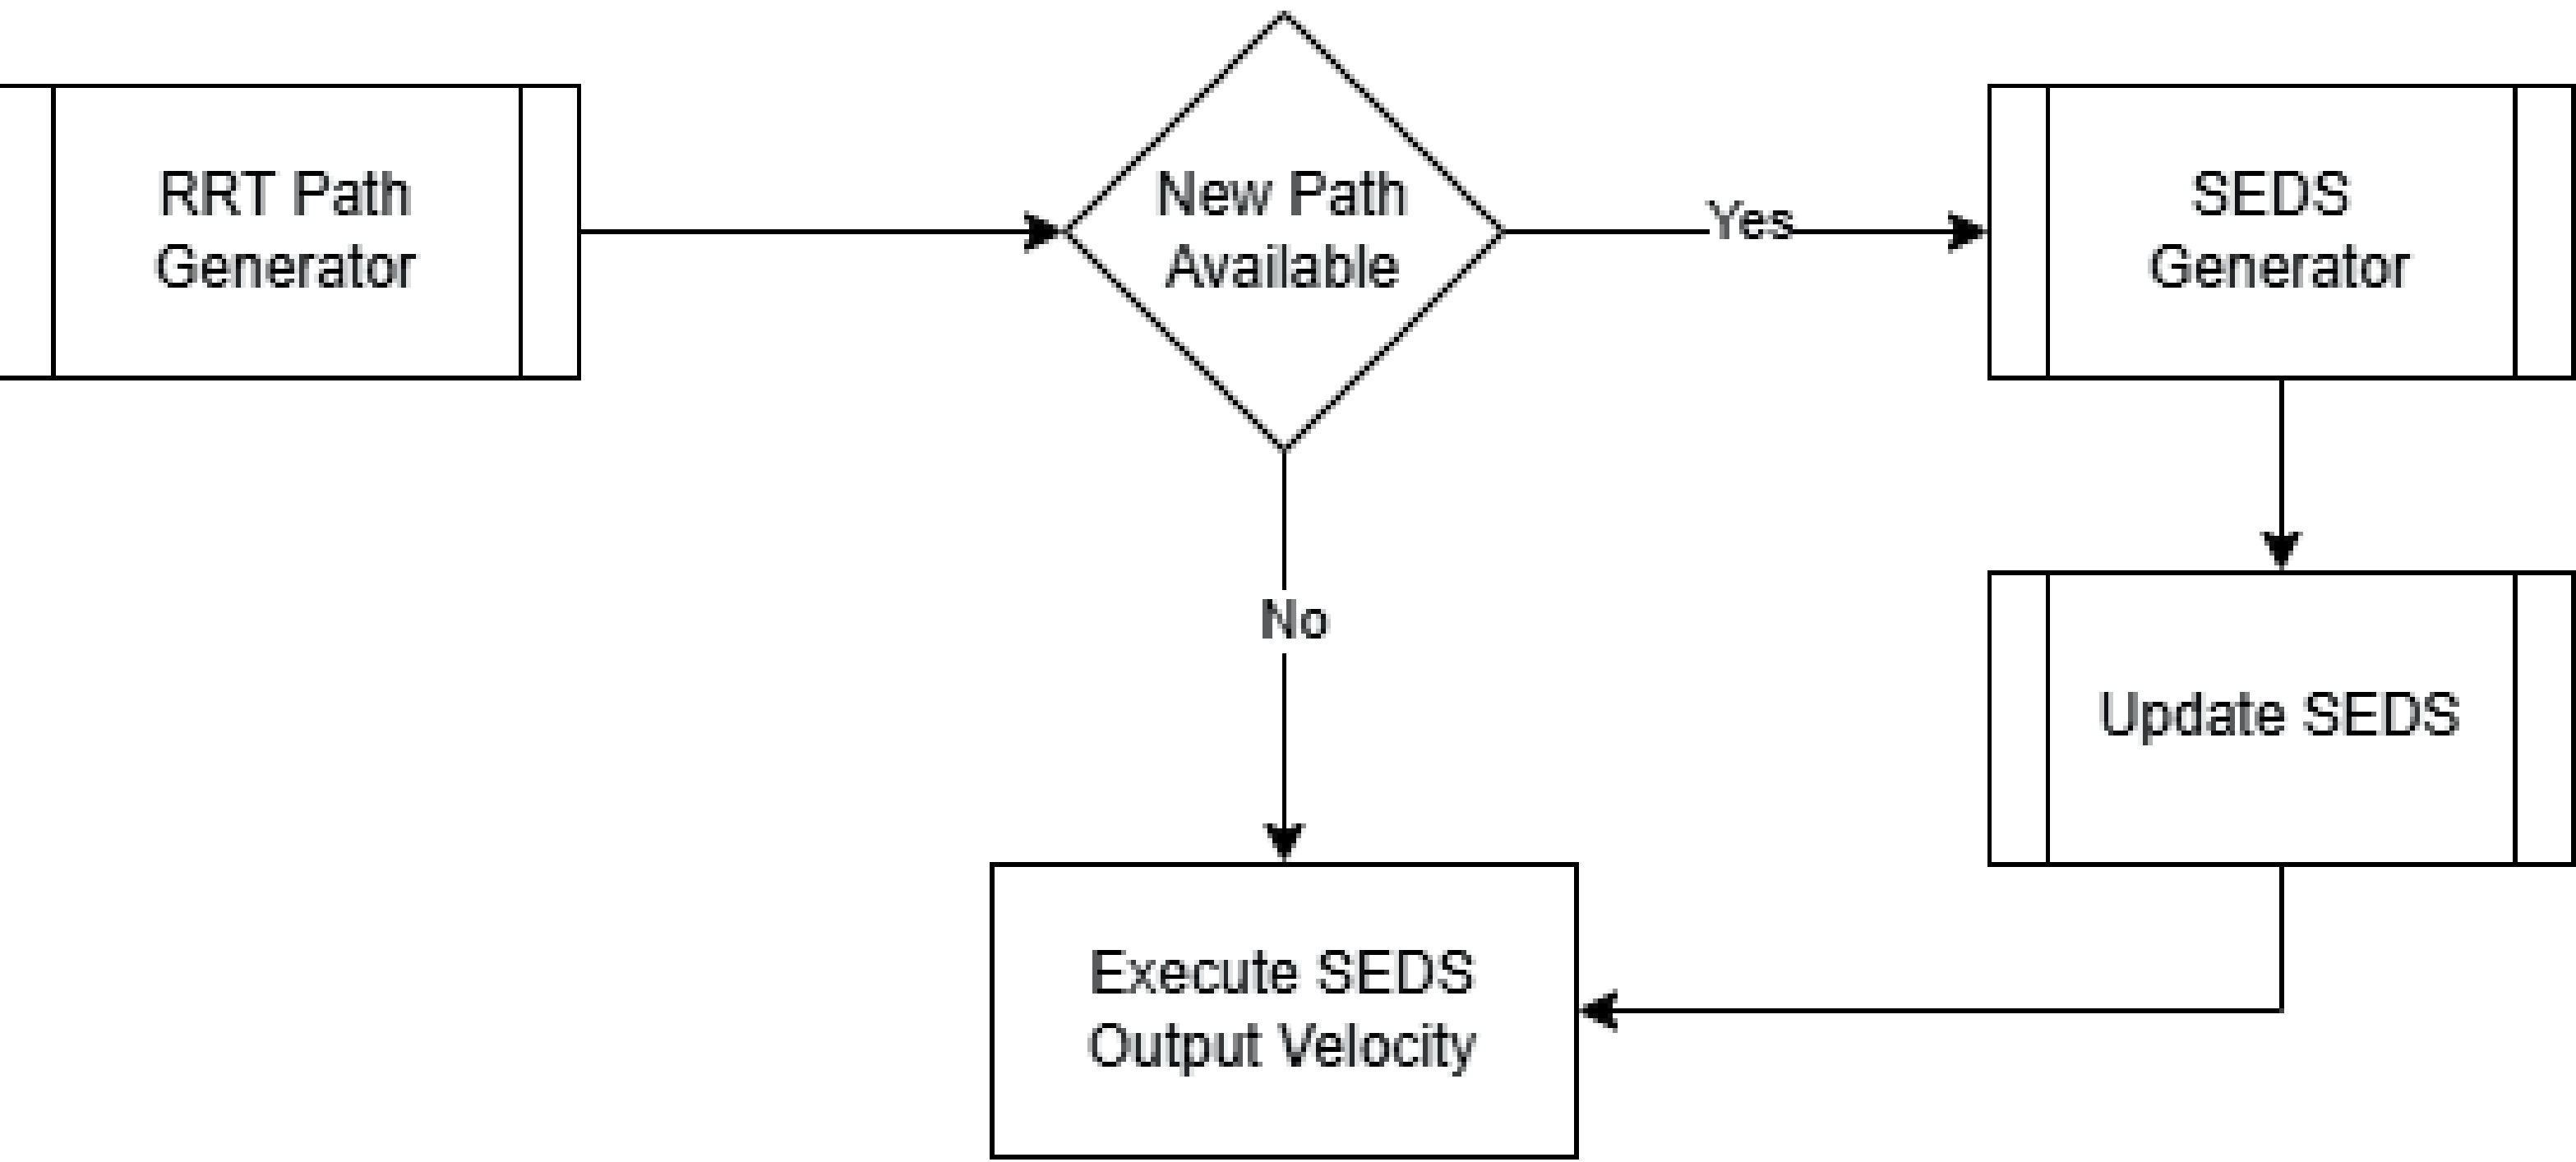 RRT Path
Generator
New Path
Available
Yes
SEDS
Generator
No
Update SEDS
Execute SEDS
Output Velocity